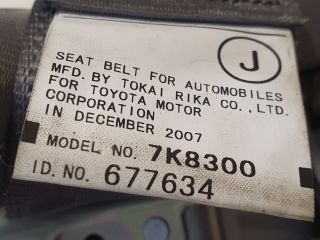 J
SEAT BELT FOR AUTOMOBILES
MFD. BY TOKAI RIKA CO., LTD.
FOR TOYOTA MOTOR
CORPORATION
IN DECEMBER 2007
MODEL NO. 7K8300
ID. NO. 677634